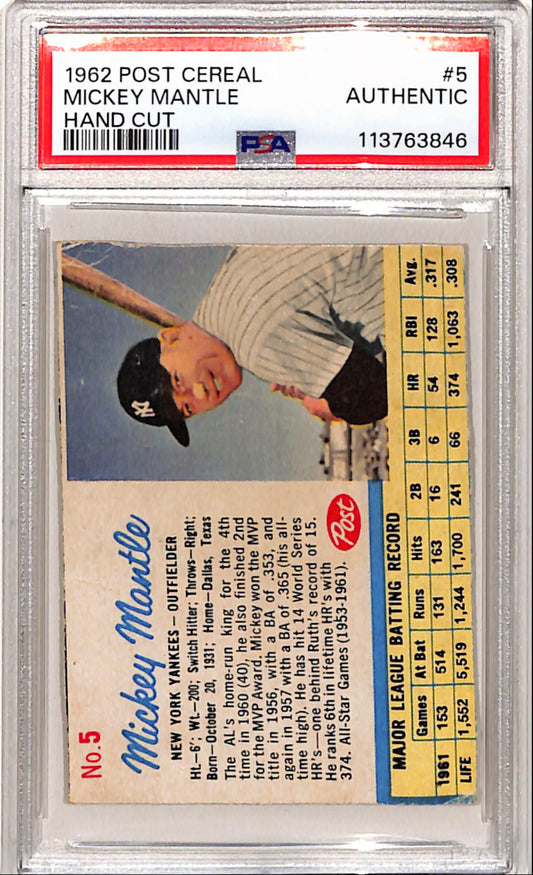 1962 POST CEREAL #5
MICKEY MANTLE AUTHENTIC
HAND CUT
PSA 113763846
No. 5 Mickey Mantle
NEW YORK YANKEES — OUTFIELDER
Ht.—6'; Wt.—200; Switch Hitter; Throws—Right;
Born—October 20, 1931; Home—Dallas, Texas
The AL's home-run king for the 4th
time in 1960 (40), he also finished 2nd
for the MVP Award. Mickey won the MVP
title in 1956, with a BA of .353, and
again in 1957 with a BA of .365 (his all-
time high). He has hit 14 World Series
HR's—one behind Ruth's record of 15.
He ranks 6th in lifetime HR's with
374. All-Star Games (1953-1961).
Post
MAJOR LEAGUE BATTING RECORD
Games At Bat Runs Hits 2B 3B HR RBI Avg.
1961 153 514 131 163 16 6 54 128 .317
LIFE 1,552 5,519 1,244 1,700 241 66 374 1,063 .308
NY